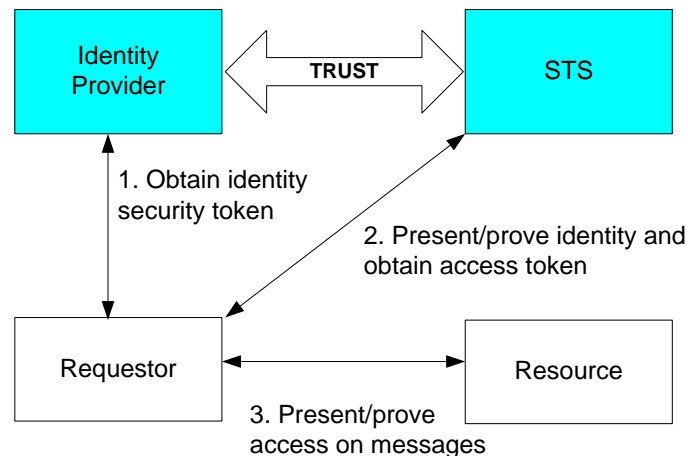 Identity
Provider
TRUST
STS
1. Obtain identity
security token
2. Present/prove identity and
obtain access token
Requestor
Resource
3. Present/prove
access on messages